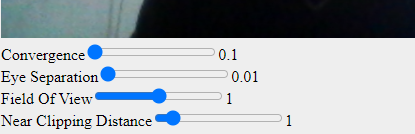 Convergence 0.1
Eye Separation 0.01
Field Of View 1
Near Clipping Distance 1